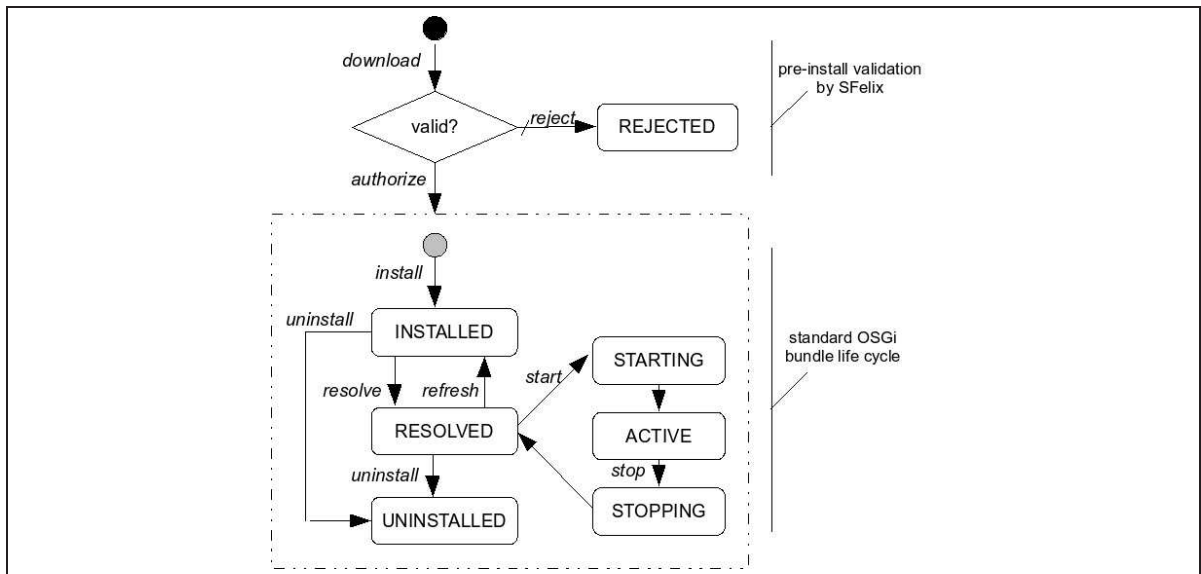 download
pre-install validation
by SFelix
valid?
reject
REJECTED
authorize
install
uninstall
INSTALLED
standard OSGi
bundle life cycle
STARTING
start
resolve
refresh
RESOLVED
ACTIVE
uninstall
stop
UNINSTALLED
STOPPING